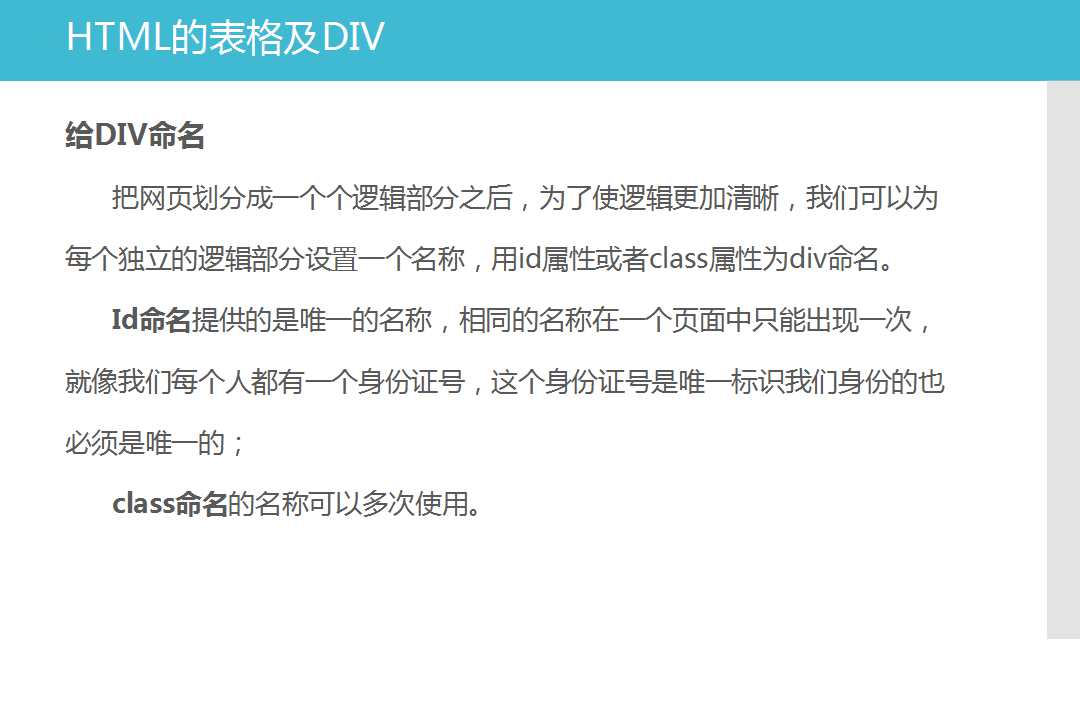 HTML的表格及DIV
给DIV命名
把网页划分成一个个逻辑部分之后，为了使逻辑更加清晰，我们可以为
每个独立的逻辑部分设置一个名称，用id属性或者class属性为div命名。
Id命名提供的是唯一的名称，相同的名称在一个页面中只能出现一次，
就像我们每个人都有一个身份证号，这个身份证号是唯一标识我们身份的也
必须是唯一的；
class命名的名称可以多次使用。